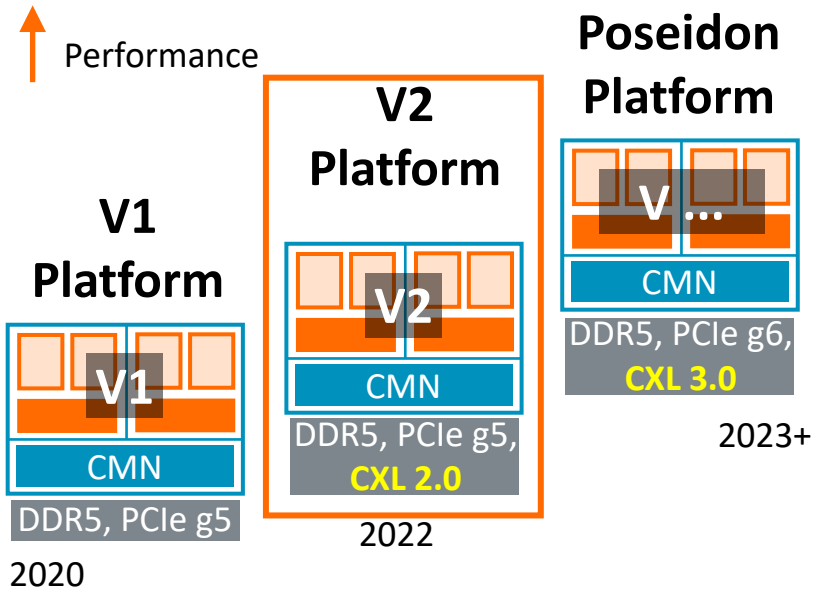 Performance
V1
Platform
V1
CMN
DDR5, PCIe g5
2020
V2
Platform
V2
CMN
DDR5, PCIe g5,
CXL 2.0
2022
Poseidon
Platform
V ...
CMN
DDR5, PCIe g6,
CXL 3.0
2023+